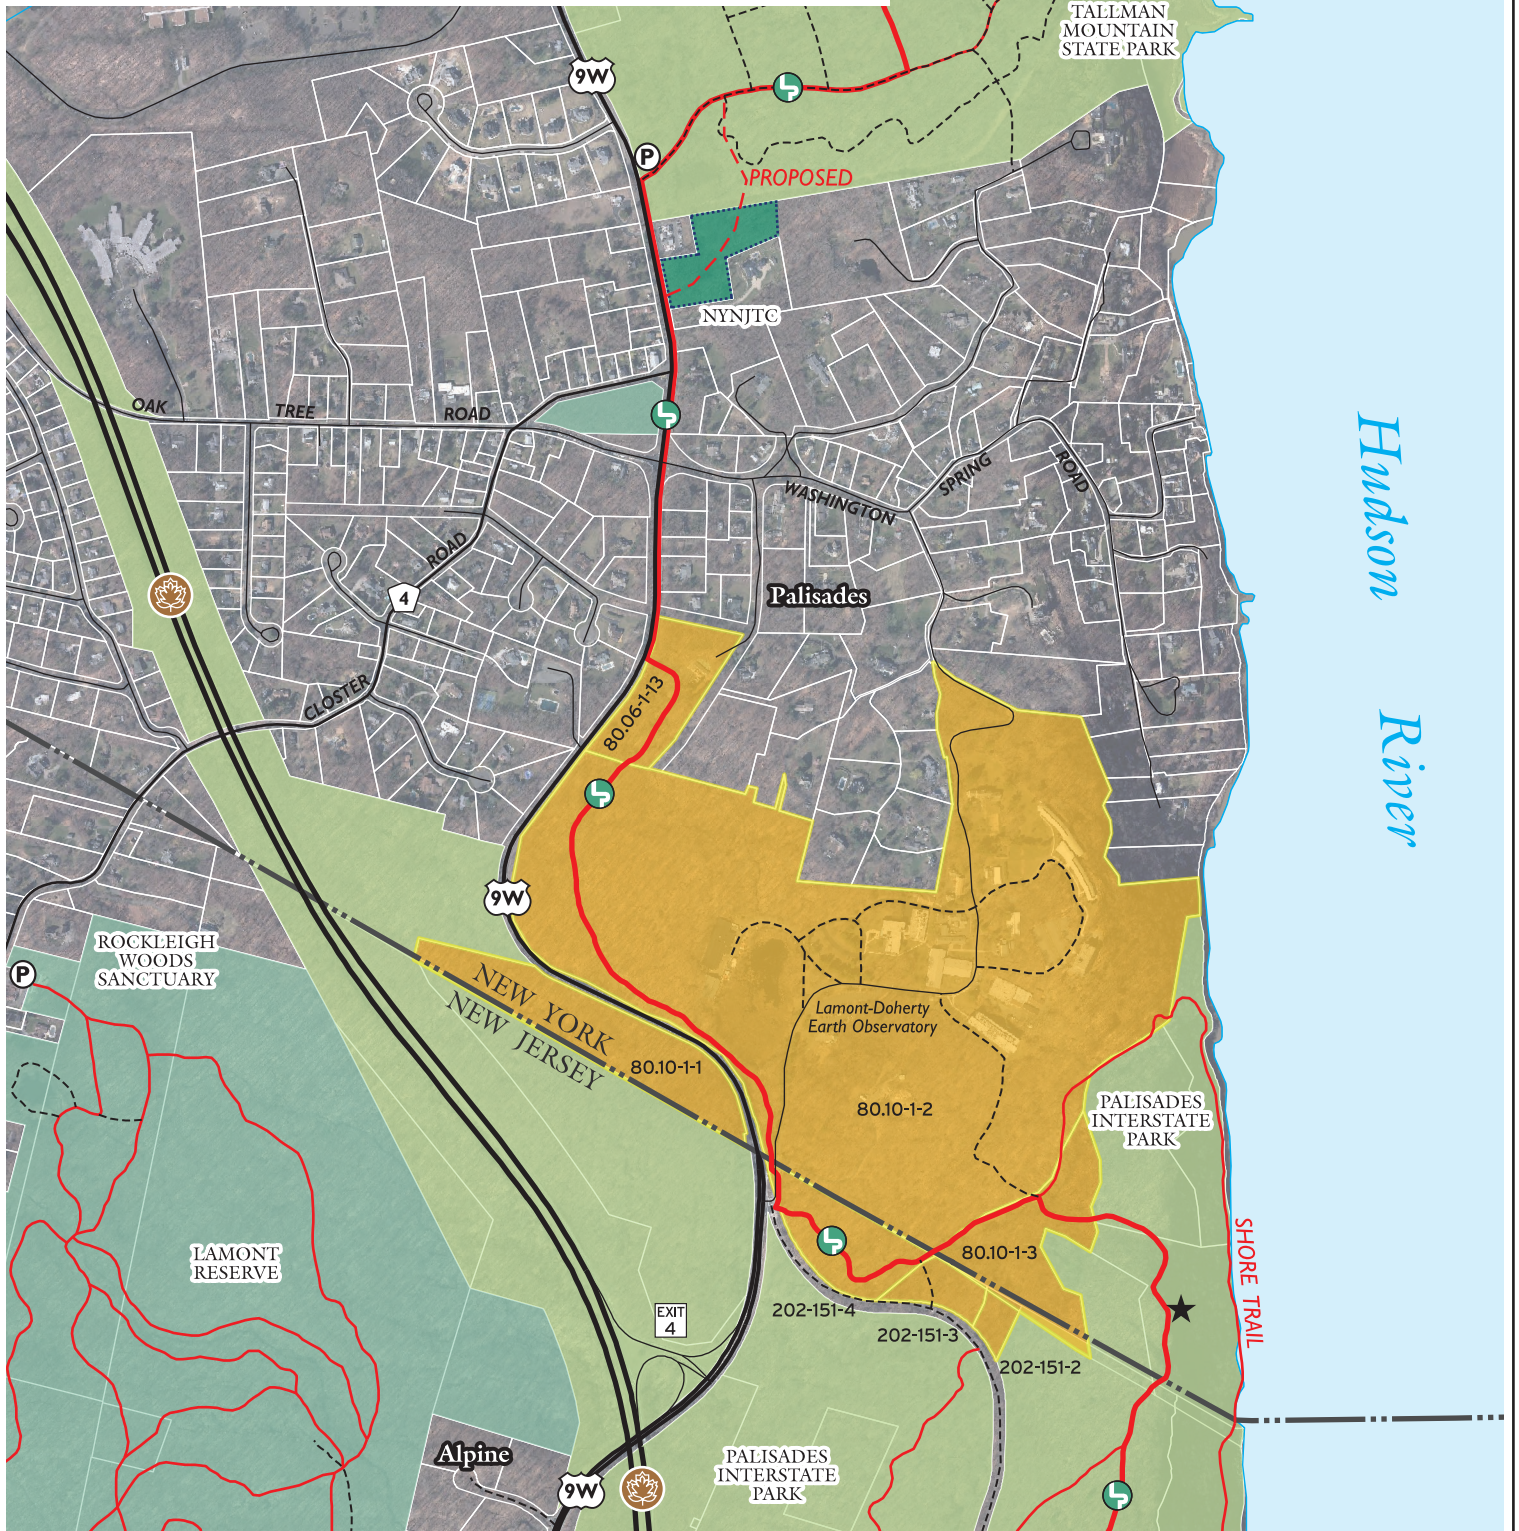 TALLMAN
MOUNTAIN
STATE PARK
9W
P
PROPOSED
NYNJTC
OAK
TREE
ROAD
WASHINGTON
SPRING
ROAD
Hudson
River
ROAD
4
Palisades
CLOSTER
80.06-1-13
9W
ROCKLEIGH
WOODS
SANCTUARY
P
NEW YORK
NEW JERSEY
80.10-1-1
Lamont-Doherty
Earth Observatory
80.10-1-2
PALISADES
INTERSTATE
PARK
LAMONT
RESERVE
80.10-1-3
SHORE TRAIL
EXIT
4
202-151-4
202-151-3
202-151-2
Alpine
9W
PALISADES
INTERSTATE
PARK